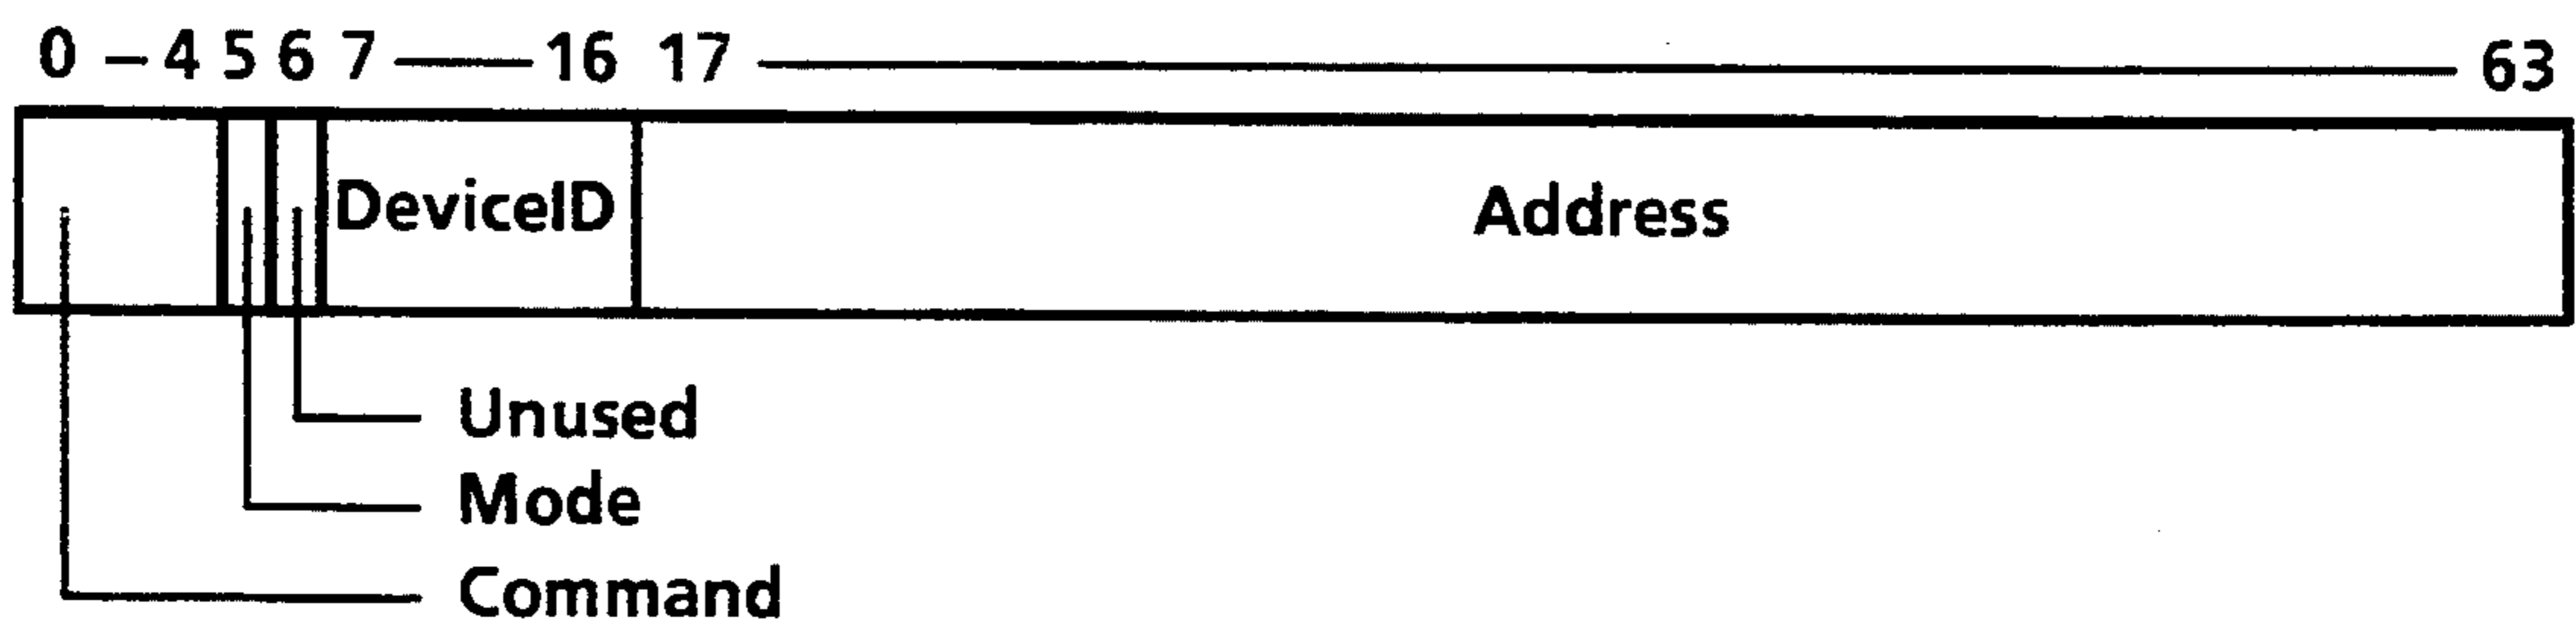 0 – 4 5 6 7 — 16 17 — 63
DeviceID Address
Unused
Mode
Command